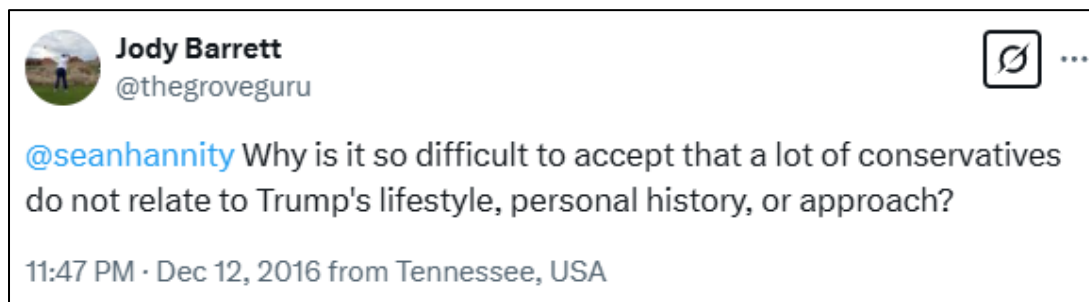 Jody Barrett
@thegroveguru
@seanhannity Why is it so difficult to accept that a lot of conservatives
do not relate to Trump's lifestyle, personal history, or approach?
11:47 PM · Dec 12, 2016 from Tennessee, USA